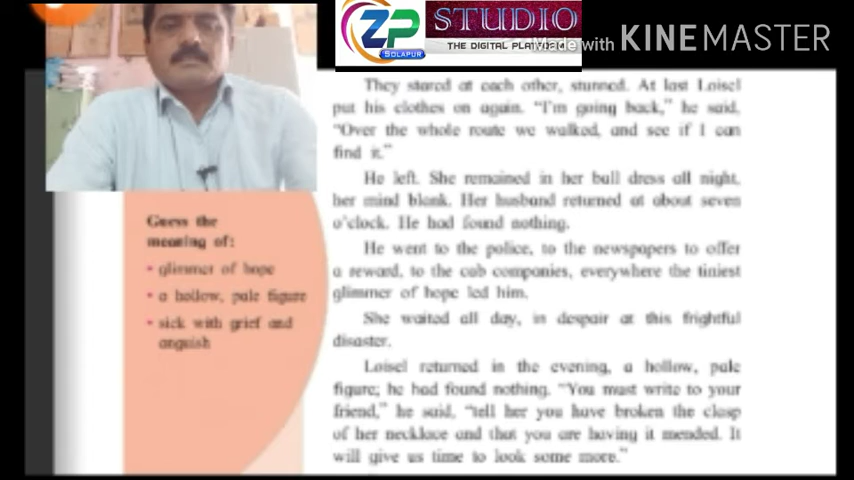 ZP
SOLAPUR
STUDIO
THE DIGITAL PLATFORM
Made with KINEMASTER
They stared at each other, stunned. At last Loisel
put his clothes on again. “I'm going back,” he said,
“Over the whole route we walked, and see if I can
find it.”
He left. She remained in her ball dress all night,
her mind blank. Her husband returned at about seven
o'clock. He had found nothing.
Guess the
meaning of:
• glimmer of hope
• a hollow, pale figure
• sick with grief and
anguish
He went to the police, to the newspapers to offer
a reward, to the cab companies, everywhere the tiniest
glimmer of hope led him.
She waited all day, in despair at this frightful
disaster.
Loisel returned in the evening, a hollow, pale
figure; he had found nothing. “You must write to your
friend,” he said, “tell her you have broken the clasp
of her necklace and that you are having it mended. It
will give us time to look some more.”